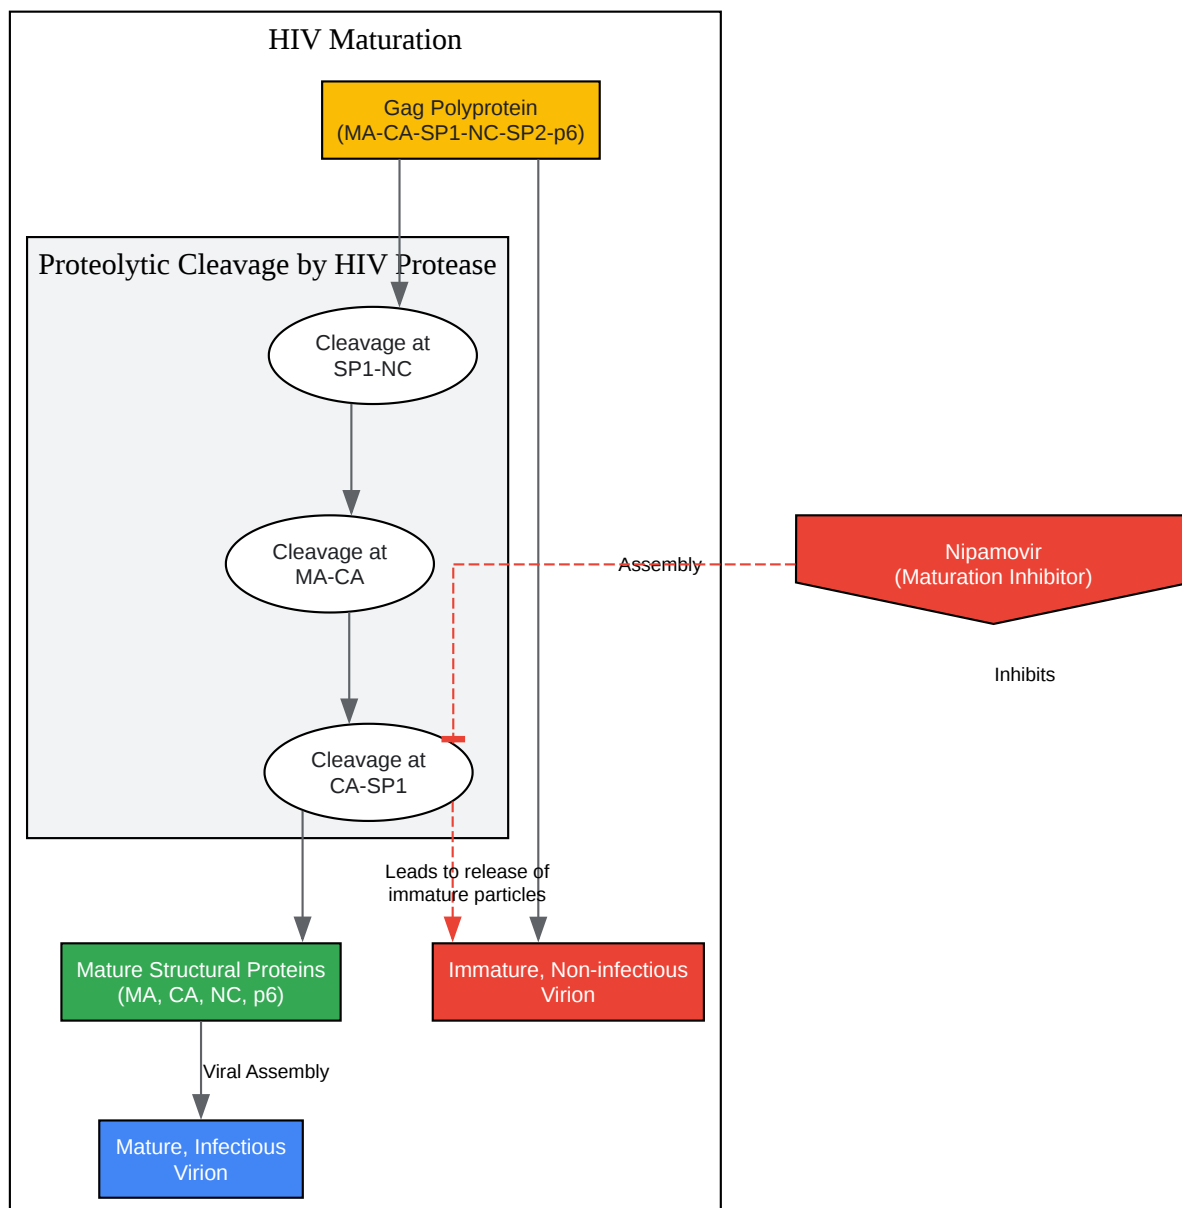 HIV Maturation
Gag Polyprotein
(MA-CA-SP1-NC-SP2-p6)
Proteolytic Cleavage by HIV Protease
Cleavage at
SP1-NC
Cleavage at
MA-CA
Assembly
Nipamovir
(Maturation Inhibitor)
Inhibits
Cleavage at
CA-SP1
Leads to release of
immature particles
Mature Structural Proteins
(MA, CA, NC, p6)
Immature, Non-infectious
Virion
Viral Assembly
Mature, Infectious
Virion